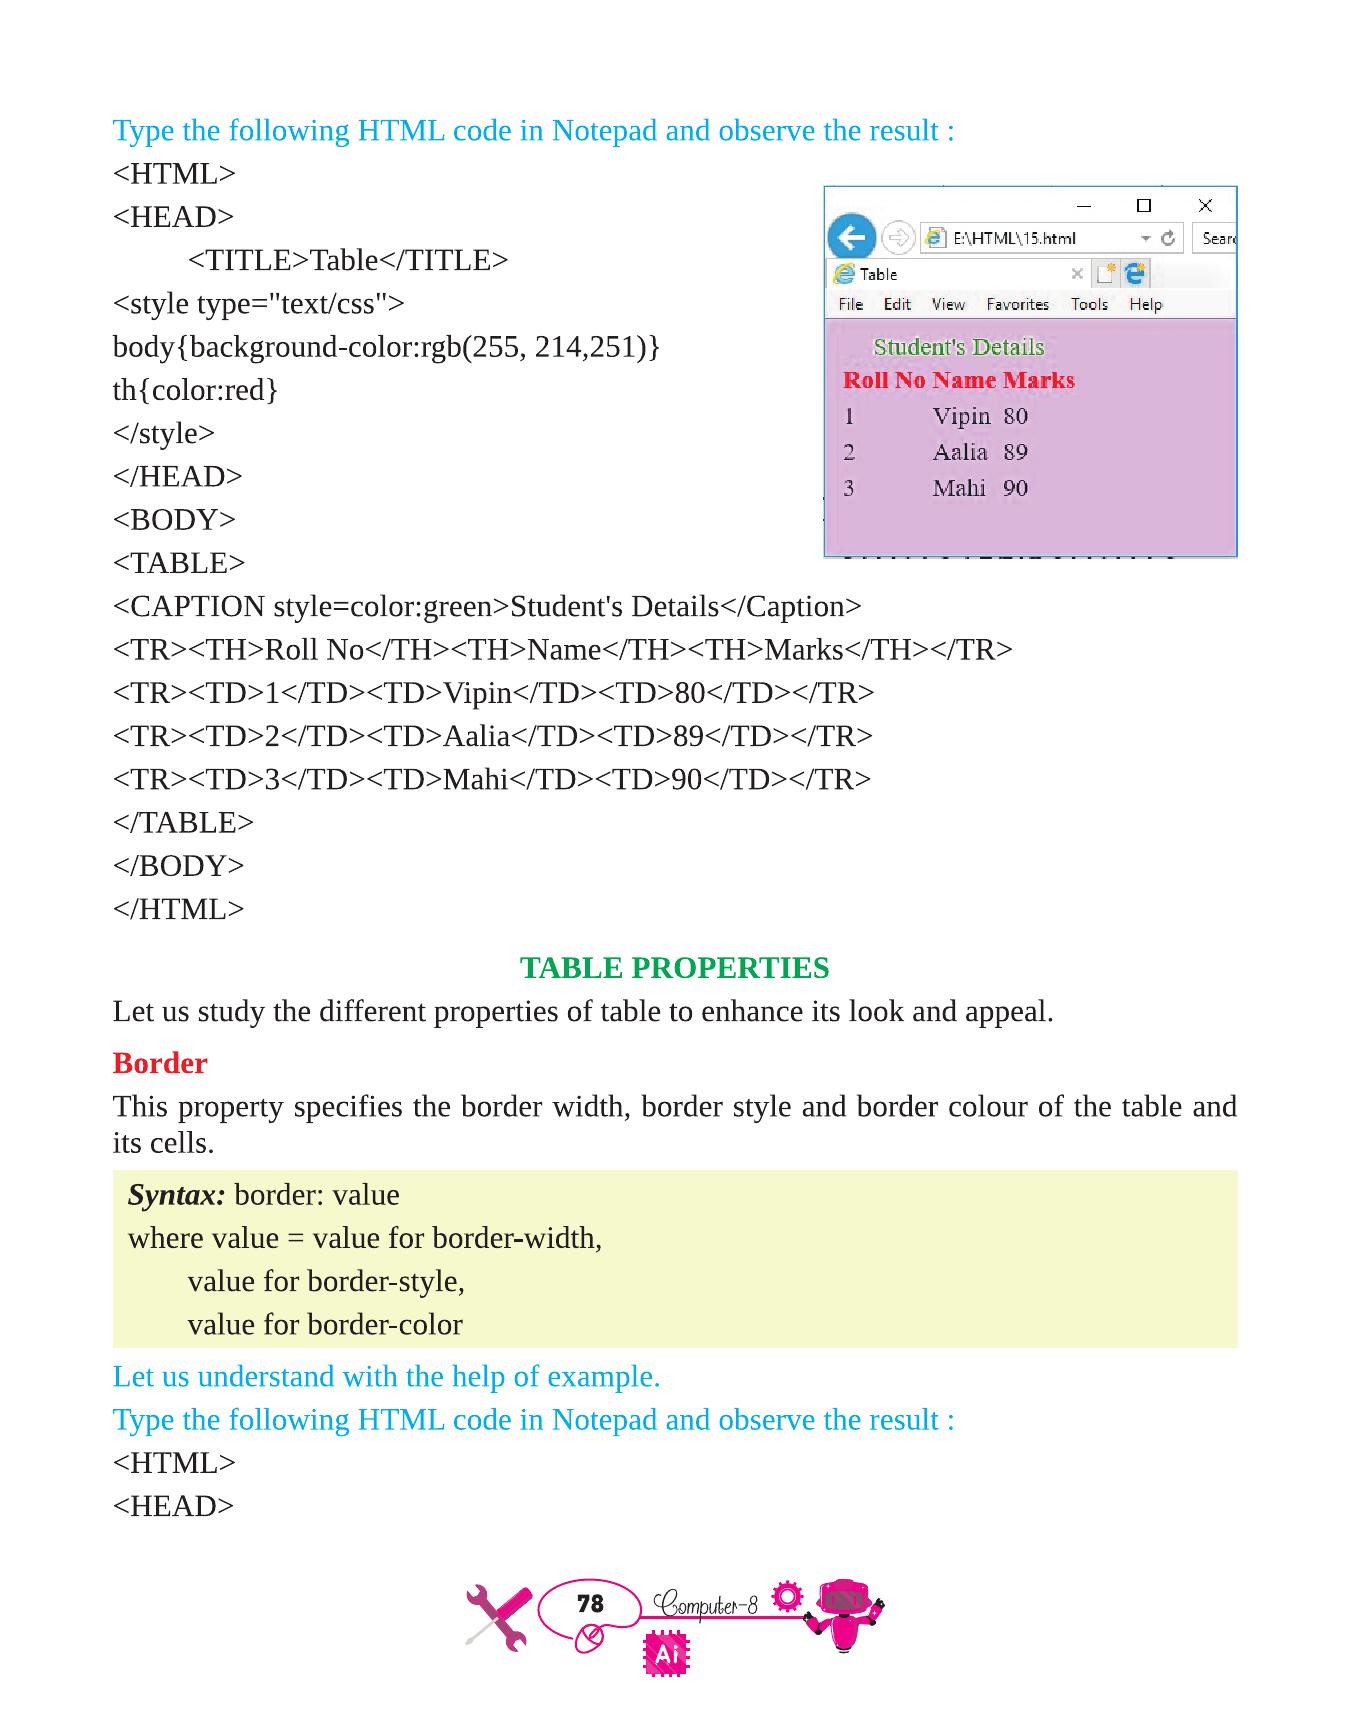 Type the following HTML code in Notepad and observe the result :
<HTML>
<HEAD>
<TITLE>Table</TITLE>
<style type="text/css">
body{background-color:rgb(255, 214,251)}
th{color:red}
</style>
</HEAD>
<BODY>
<TABLE>
E:\HTML\15.html
Sear
Table
File Edit View Favorites Tools Help
Student's Details
Roll No Name Marks
1 Vipin 80
2 Aalia 89
3 Mahi 90
<CAPTION style=color:green>Student's Details</Caption>
<TR><TH>Roll No</TH><TH>Name</TH><TH>Marks</TH></TR>
<TR><TD>1</TD><TD>Vipin</TD><TD>80</TD></TR>
<TR><TD>2</TD><TD>Aalia</TD><TD>89</TD></TR>
<TR><TD>3</TD><TD>Mahi</TD><TD>90</TD></TR>
</TABLE>
</BODY>
</HTML>
TABLE PROPERTIES
Let us study the different properties of table to enhance its look and appeal.
Border
This property specifies the border width, border style and border colour of the table and
its cells.
Syntax: border: value
where value = value for border-width,
value for border-style,
value for border-color
Let us understand with the help of example.
Type the following HTML code in Notepad and observe the result :
<HTML>
<HEAD>
78 Computer-8
Ai